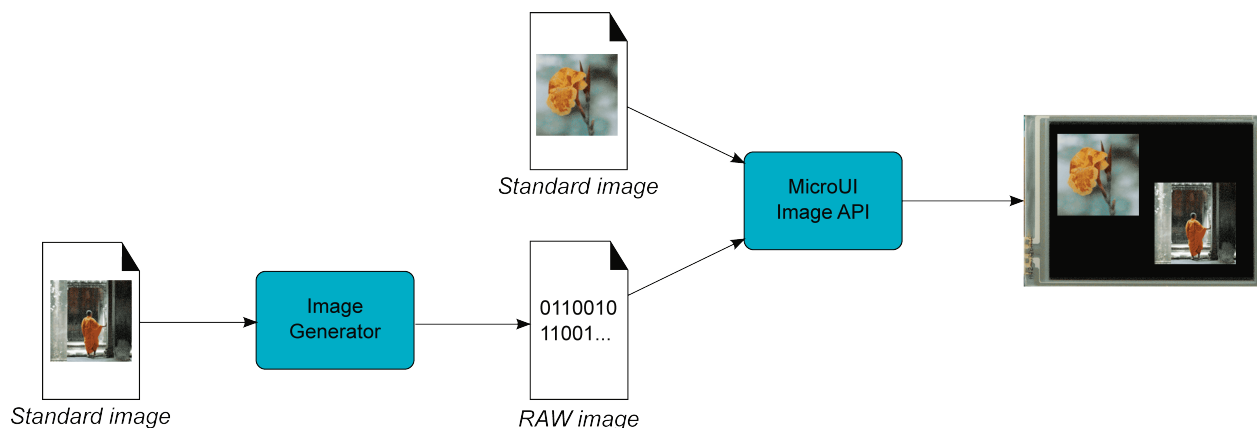 Standard image
MicroUI
Image API
Image
Generator
0110010
11001...
Standard image
RAW image